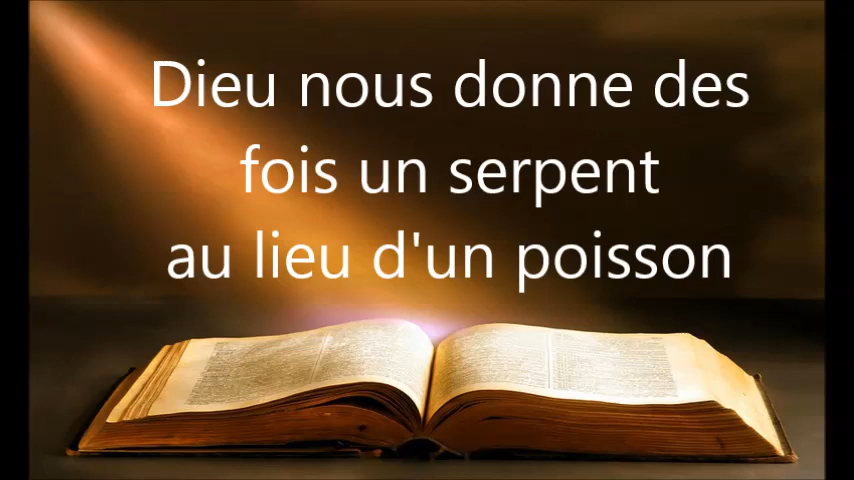 Dieu nous donne des
fois un serpent
au lieu d'un poisson